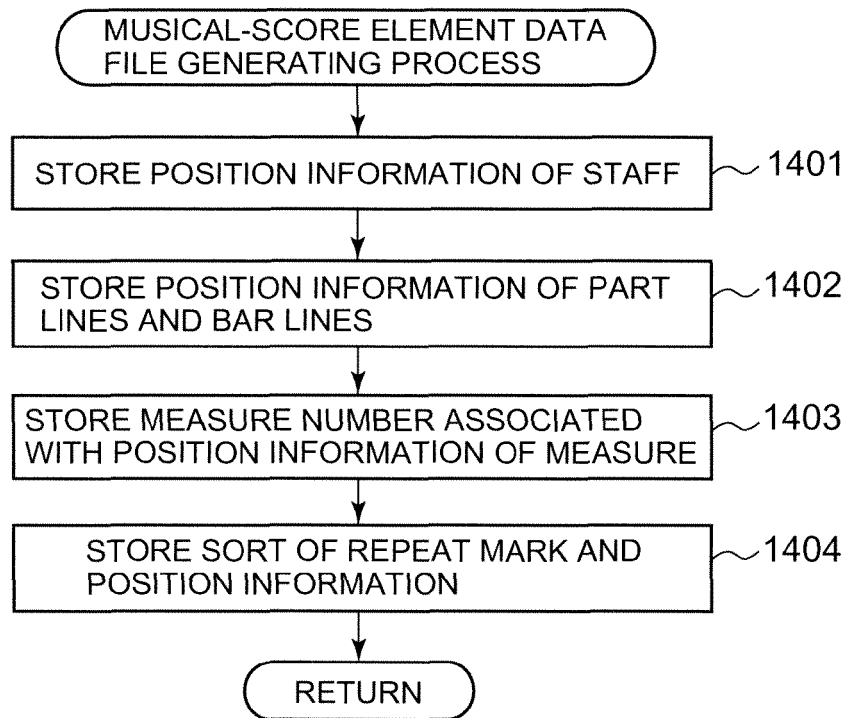 MUSICAL-SCORE ELEMENT DATA
FILE GENERATING PROCESS
STORE POSITION INFORMATION OF STAFF
1401
STORE POSITION INFORMATION OF PART
LINES AND BAR LINES
1402
STORE MEASURE NUMBER ASSOCIATED
WITH POSITION INFORMATION OF MEASURE
1403
STORE SORT OF REPEAT MARK AND
POSITION INFORMATION
1404
RETURN